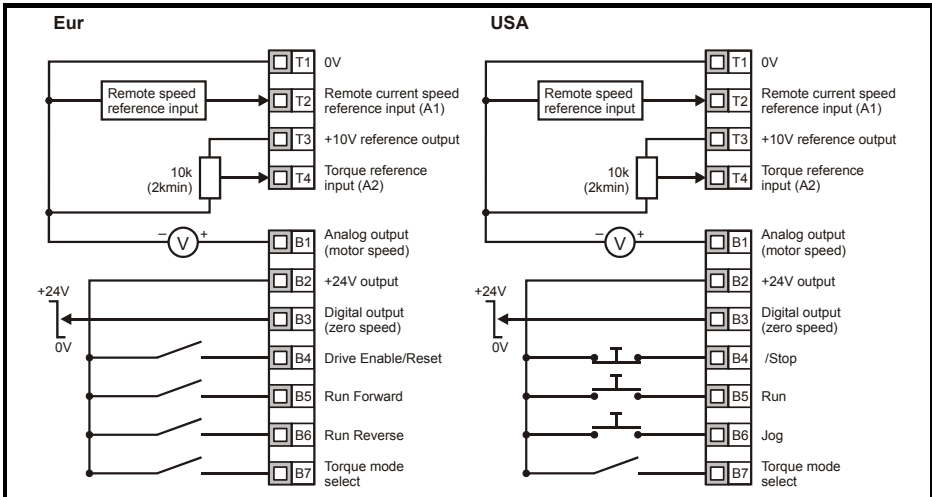 Eur
T1 0V
Remote speed
reference input
T2 Remote current speed
reference input (A1)
T3 +10V reference output
10k
(2kmin)
T4 Torque reference
input (A2)
– V +
B1 Analog output
(motor speed)
B2 +24V output
+24V
0V
B3 Digital output
(zero speed)
B4 Drive Enable/Reset
B5 Run Forward
B6 Run Reverse
B7 Torque mode
select
USA
T1 0V
Remote speed
reference input
T2 Remote current speed
reference input (A1)
T3 +10V reference output
10k
(2kmin)
T4 Torque reference
input (A2)
– V +
B1 Analog output
(motor speed)
B2 +24V output
+24V
0V
B3 Digital output
(zero speed)
B4 /Stop
B5 Run
B6 Jog
B7 Torque mode
select